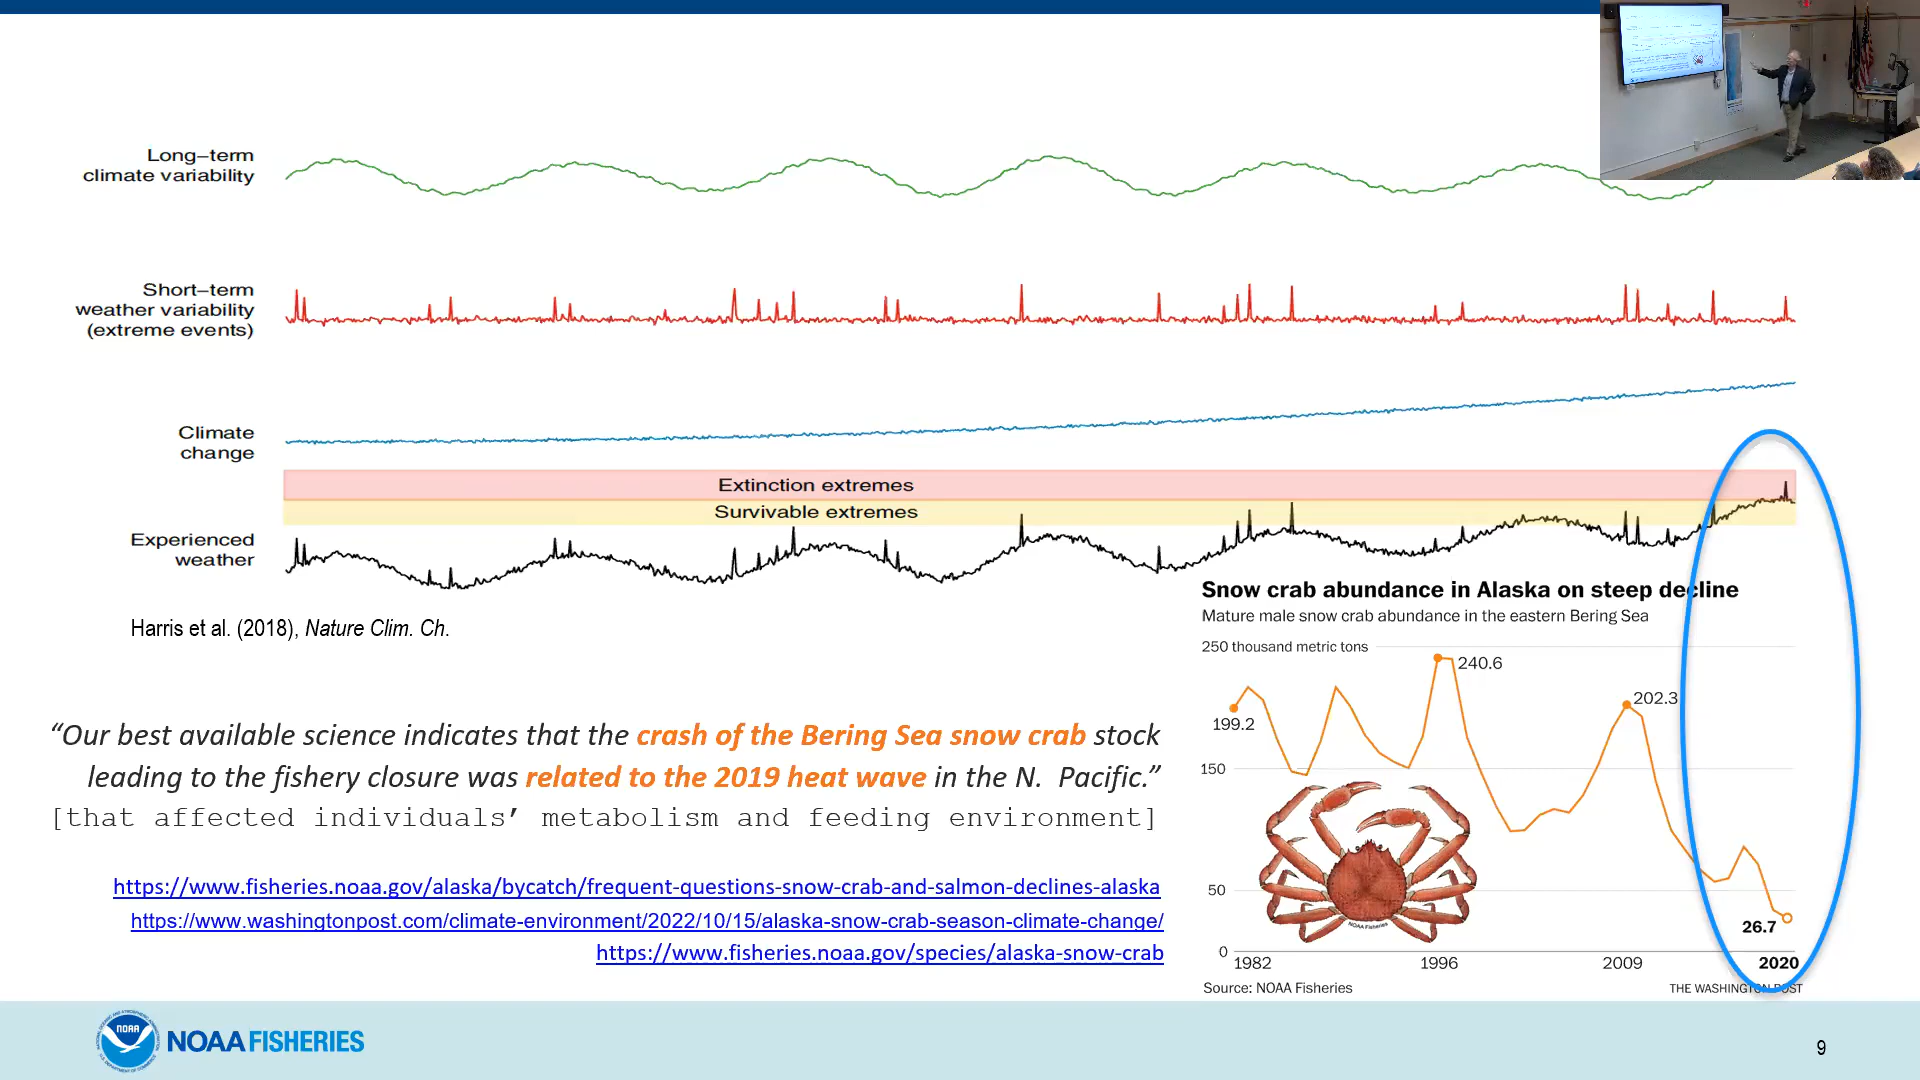 Long–term
climate variability
Short–term
weather variability
(extreme events)
Climate
change
Extinction extremes
Survivable extremes
Experienced
weather
Harris et al. (2018), Nature Clim. Ch.
Snow crab abundance in Alaska on steep decline
Mature male snow crab abundance in the eastern Bering Sea
250 thousand metric tons
240.6
202.3
199.2
150
50
26.7
0
1982 1996 2009 2020
NOAA Fisheries
Source: NOAA Fisheries THE WASHINGTON POST
“Our best available science indicates that the crash of the Bering Sea snow crab stock
leading to the fishery closure was related to the 2019 heat wave in the N. Pacific.”
[that affected individuals’ metabolism and feeding environment]
https://www.fisheries.noaa.gov/alaska/bycatch/frequent-questions-snow-crab-and-salmon-declines-alaska
https://www.washingtonpost.com/climate-environment/2022/10/15/alaska-snow-crab-season-climate-change/
https://www.fisheries.noaa.gov/species/alaska-snow-crab
NOAA
NOAA FISHERIES
9